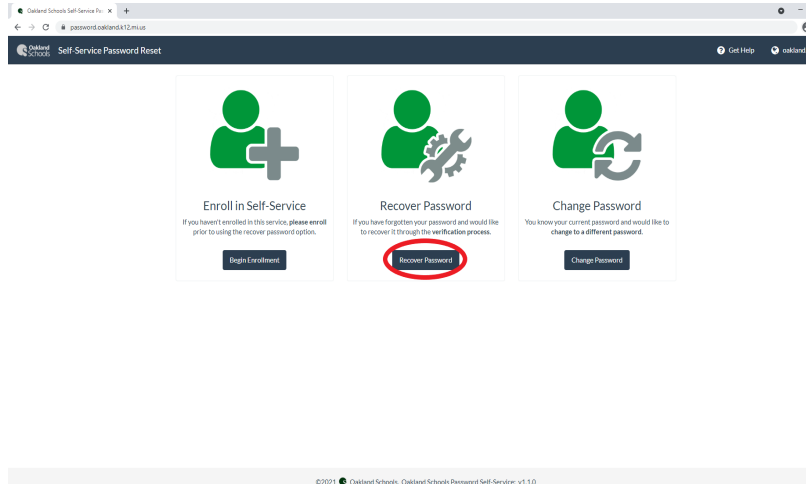 Oakland Schools Self-Service Pa
password.oakland.k12.mi.us
Oakland Schools
Self-Service Password Reset
Get Help
oakland
Enroll in Self-Service
If you haven't enrolled in this service, please enroll
prior to using the recover password option.
Begin Enrollment
Recover Password
If you have forgotten your password and would like
to recover it through the verification process.
Recover Password
Change Password
You know your current password and would like to
change to a different password.
Change Password
©2021 Oakland Schools, Oakland Schools Password Self-Service: v1.1.0